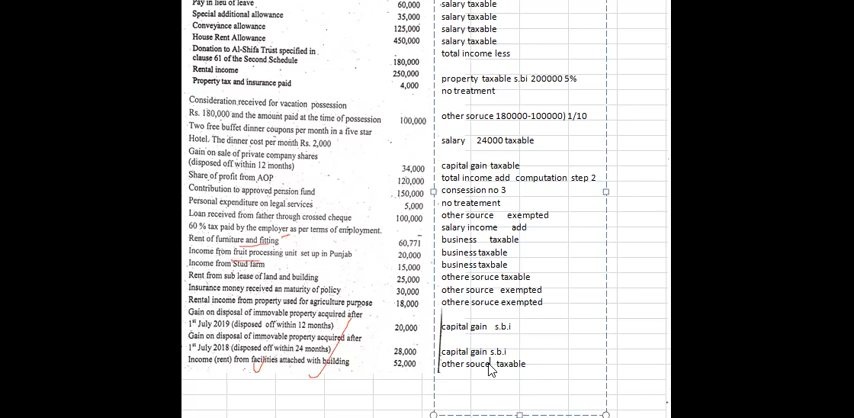 Pay in lieu of leave 60,000 salary taxable
Special additional allowance 35,000 salary taxable
Conveyance allowance 125,000 salary taxable
House Rent Allowance 450,000 salary taxable
Donation to Al-Shifa Trust specified in total income less
clause 61 of the Second Schedule 180,000
Rental income 250,000 property taxable s.bi 200000 5%
Property tax and insurance paid 4,000 no treatment
Consideration received for vacation possession
Rs. 180,000 and the amount paid at the time of possession 100,000 other soruce 180000-100000) 1/10
Two free buffet dinner coupons per month in a five star
Hotel. The dinner cost per month Rs. 2,000 salary 24000 taxable
Gain on sale of private company shares
(disposed off within 12 months) 34,000 capital gain taxable
Share of profit from AOP 120,000 total income add computation step 2
Contribution to approved pension fund 150,000 consession no 3
Personal expenditure on legal services 5,000 no treatement
Loan received from father through crossed cheque 100,000 other source exempted
60 % tax paid by the employer as per terms of employment. salary income add
Rent of furniture and fitting 60,771 business taxable
Income from fruit processing unit set up in Punjab 20,000 business taxable
Income from Stud farm 15,000 business taxbale
Rent from sub lease of land and building 25,000 othere soruce taxable
Insurance money received an maturity of policy 30,000 other source exempted
Rental income from property used for agriculture purpose 18,000 othere soruce exempted
Gain on disposal of immovable property acquired after
1st July 2019 (disposed off within 12 months) 20,000 capital gain s.b.i
Gain on disposal of immovable property acquired after
1st July 2018 (disposed off within 24 months) 28,000 capital gain s.b.i
Income (rent) from facilities attached with building 52,000 other souce taxable